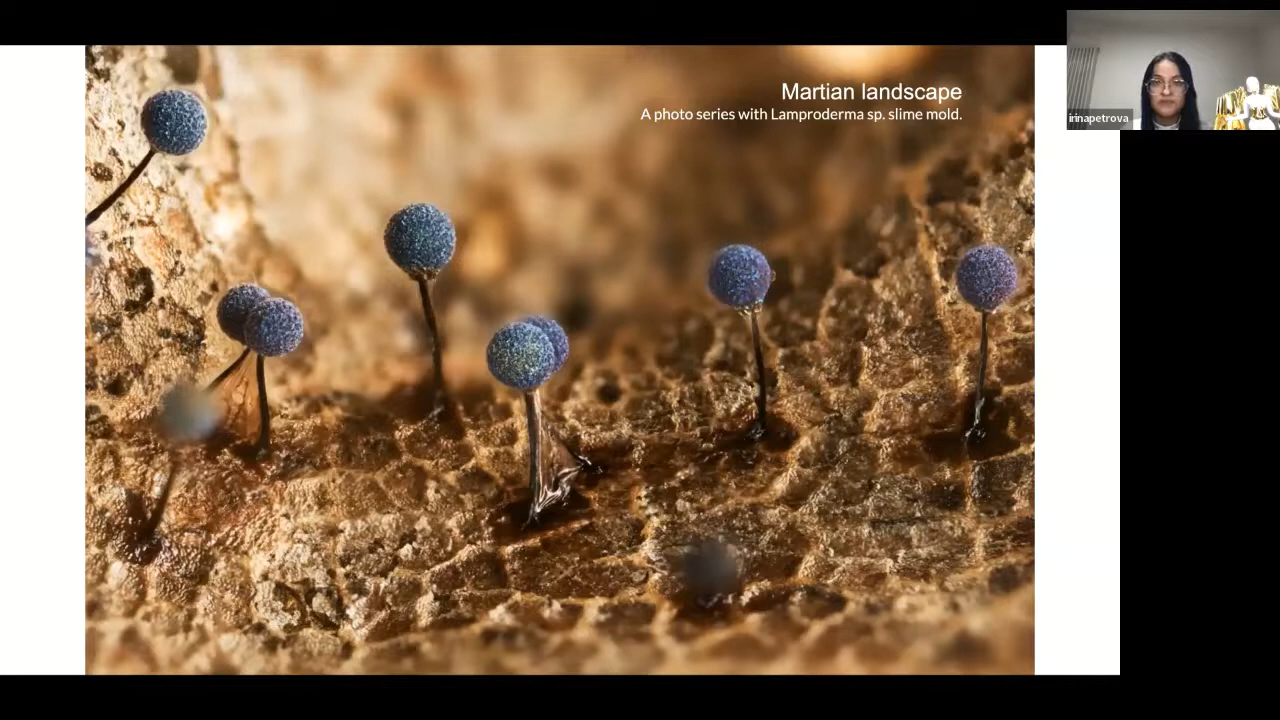 Martian landscape
A photo series with Lamproderma sp. slime mold.
irinapetrova